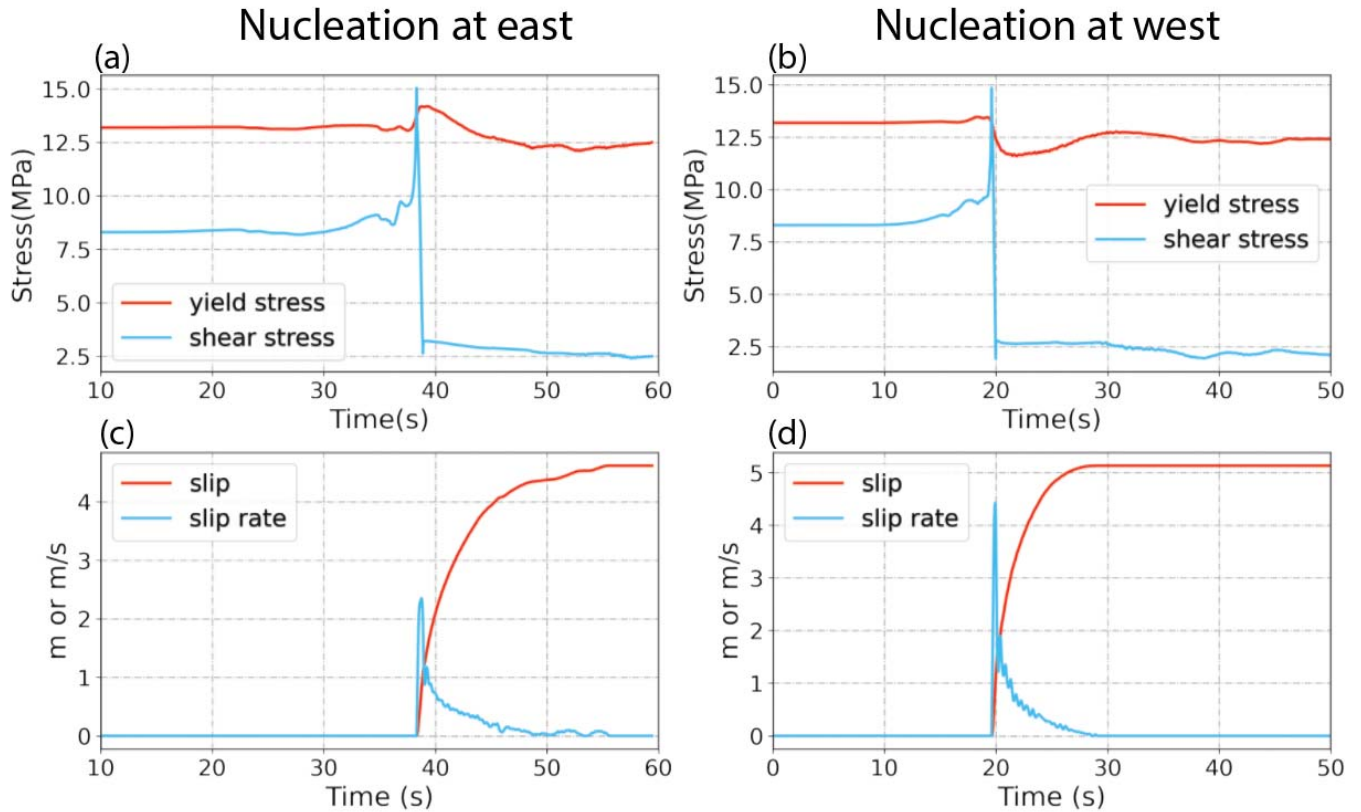 Nucleation at east
(a)
15.0
12.5
10.0
7.5
5.0
2.5
Stress(MPa)
yield stress
shear stress
10 20 30 40 50 60
Time(s)
Nucleation at west
(b)
15.0
12.5
10.0
7.5
5.0
2.5
Stress(MPa)
yield stress
shear stress
0 10 20 30 40 50
Time(s)
(c)
4
3
2
1
0
m or m/s
slip
slip rate
10 20 30 40 50 60
Time (s)
(d)
5
4
3
2
1
0
m or m/s
slip
slip rate
0 10 20 30 40 50
Time (s)